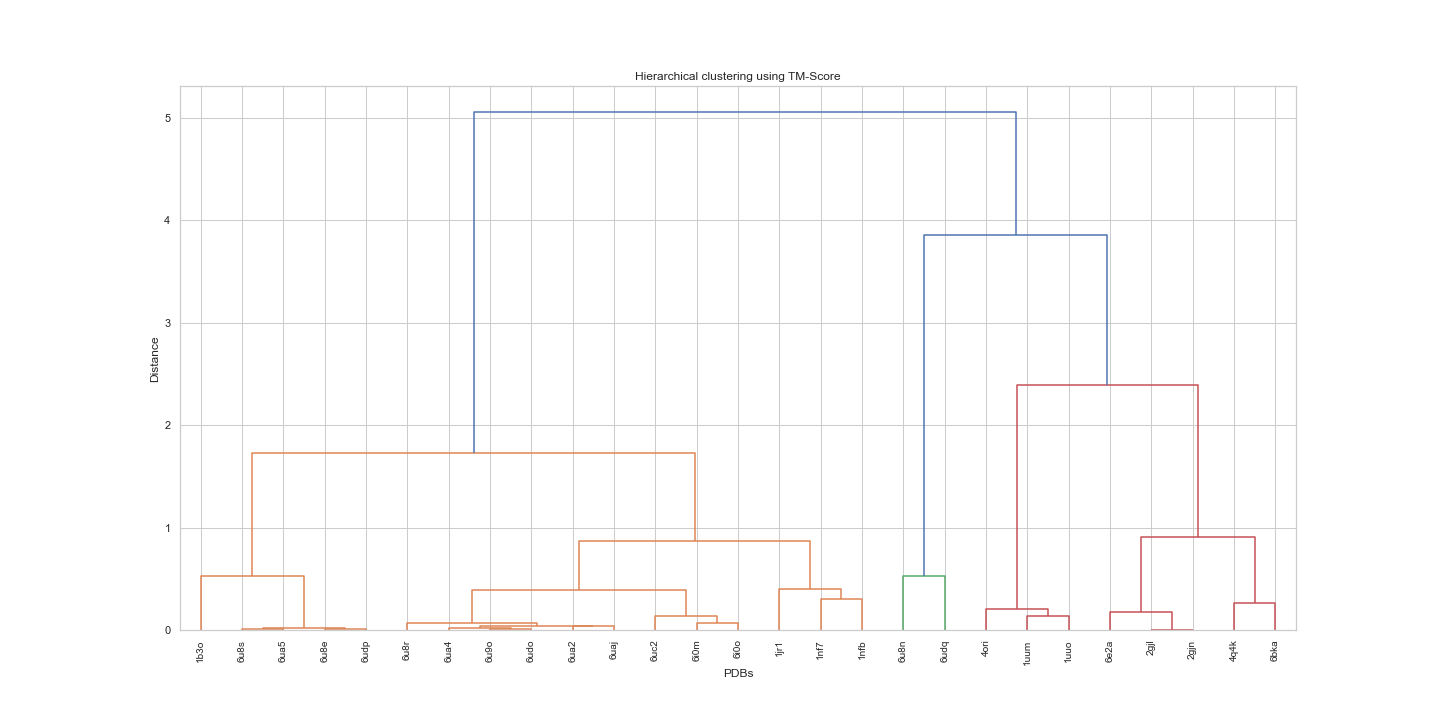 Hierarchical clustering using TM-Score
5
4
3
2
1
0
Distance
1b3o 6u8s 6ua5 6u8e 6udp 6u8r 6ua4 6u9o 6udo 6ua2 6uaj 6uc2 6i0m 6i0o 1jr1 1nf7 1nfb 6u8n 6udq 4ori 1uum 1uuo 6e2a 2gjl 2gjn 4q4k 6bka
PDBs